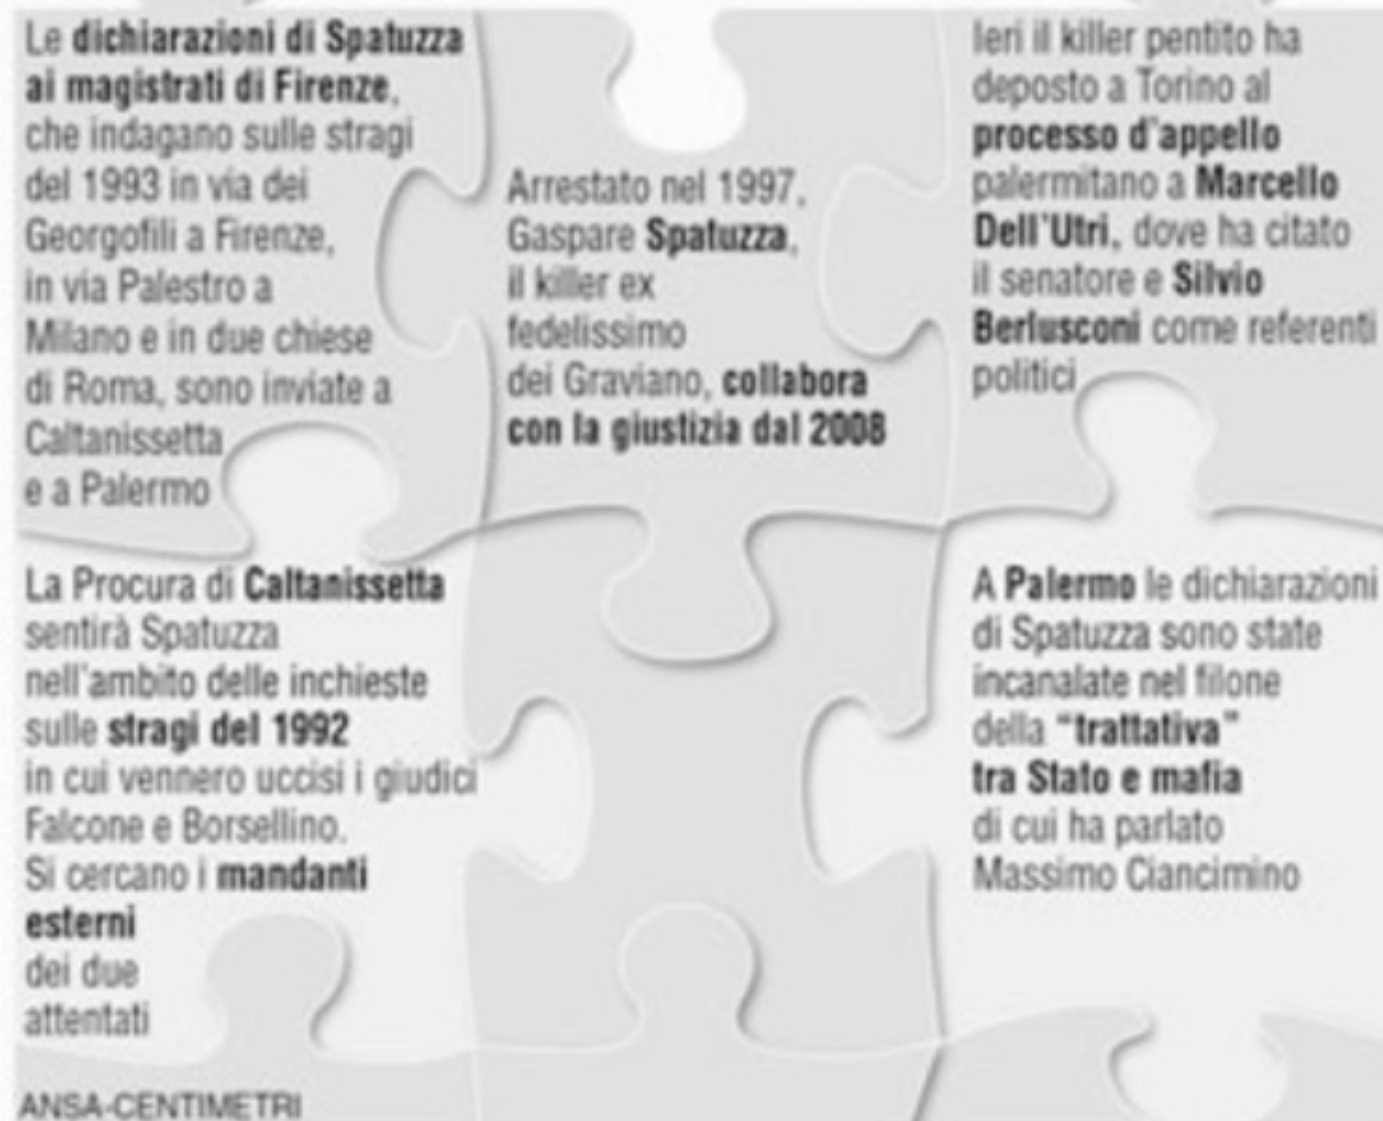 Le dichiarazioni di Spatuzza
ai magistrati di Firenze,
che indagano sulle stragi
del 1993 in via dei
Georgofili a Firenze,
in via Palestro a
Milano e in due chiese
di Roma, sono inviate a
Caltanissetta
e a Palermo
Arrestato nel 1997,
Gaspare Spatuzza,
il killer ex
fedelissimo
dei Graviano, collabora
con la giustizia dal 2008
Ieri il killer pentito ha
deposto a Torino al
processo d'appello
palermitano a Marcello
Dell'Utri, dove ha citato
il senatore e Silvio
Berlusconi come referenti
politici
La Procura di Caltanissetta
sentirà Spatuzza
nell'ambito delle inchieste
sulle stragi del 1992
in cui vennero uccisi i giudici
Falcone e Borsellino.
Si cercano i mandanti
esterni
dei due
attentati
A Palermo le dichiarazioni
di Spatuzza sono state
incanalate nel filone
della "trattativa"
tra Stato e mafia
di cui ha parlato
Massimo Ciancimino
ANSA-CENTIMETRI